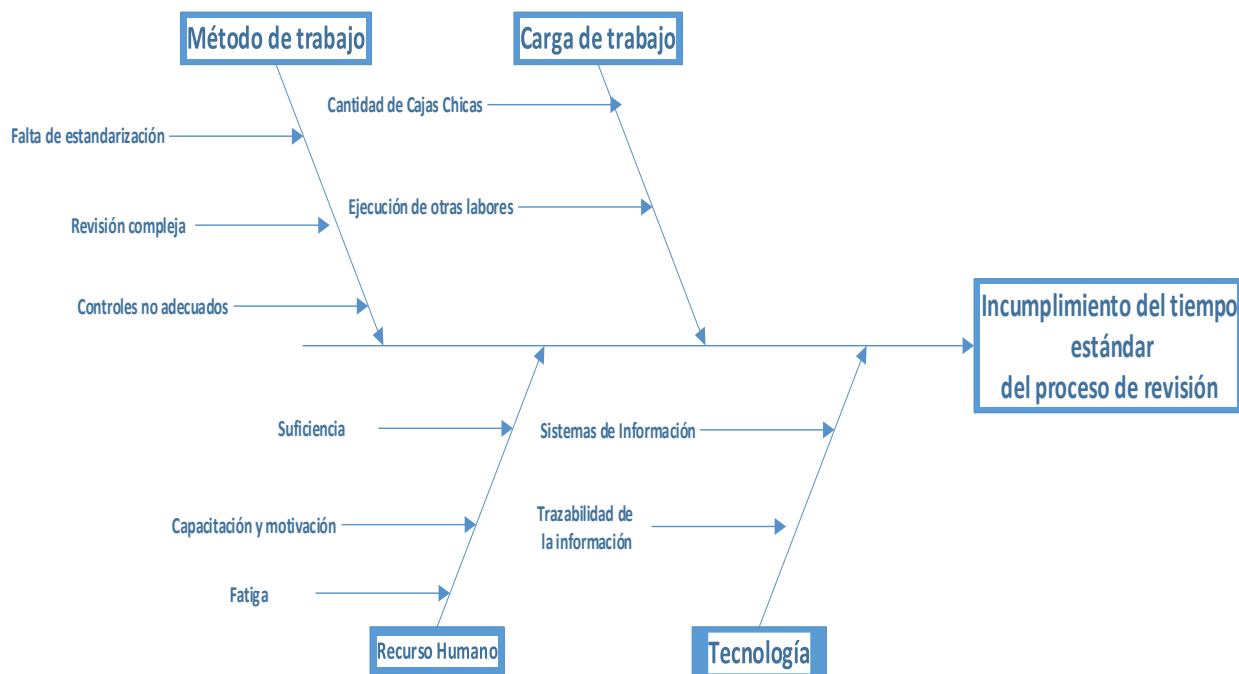 Método de trabajo
Carga de trabajo
Cantidad de Cajas Chicas
Falta de estandarización
Ejecución de otras labores
Revisión compleja
Controles no adecuados
Incumplimiento del tiempo
estándar
del proceso de revisión
Suficiencia
Sistemas de Información
Capacitación y motivación
Trazabilidad de
la información
Fatiga
Recurso Humano
Tecnología